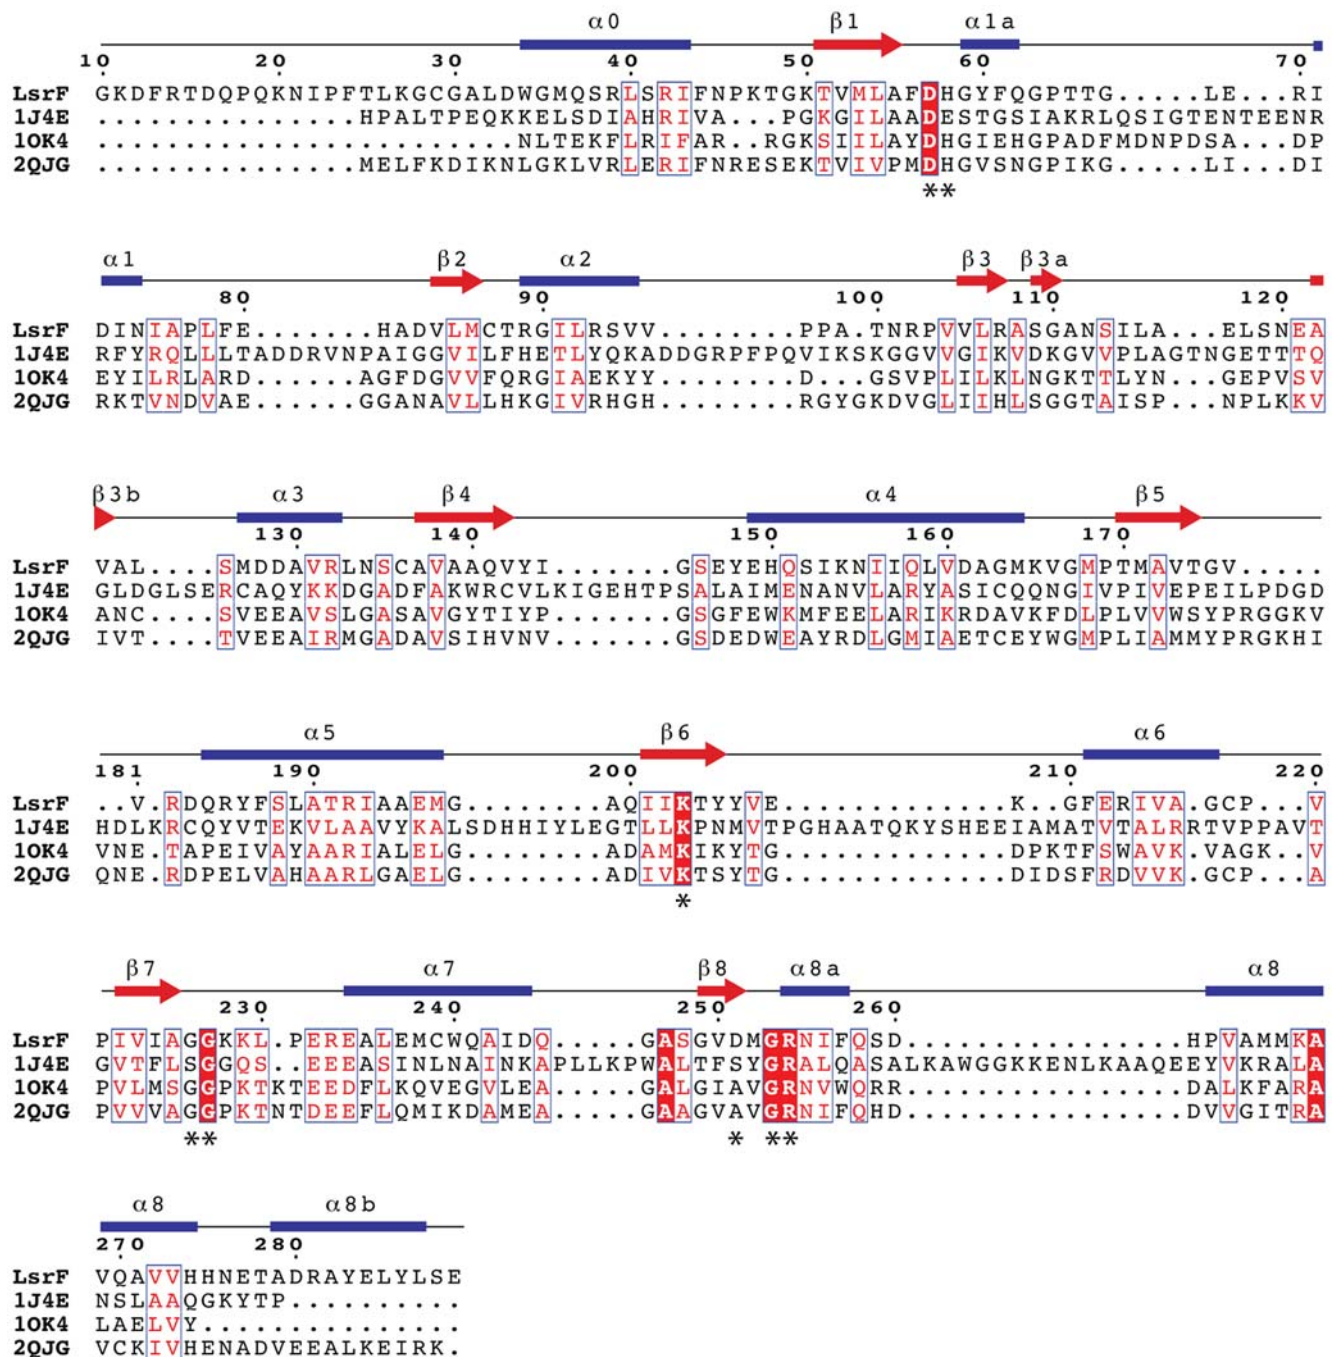 α0 β1 α1a
10 20 30 40 50 60 70
LsrF GKDFRTDQPQKNIPFTLKGCGALDWGMQSRLSRIFNPKTGKTVMLAFDHGYFQGPTTG.....LE...RI
1J4E ...............HPALTPEQKKELSDIAHRIVA...PGKGILAADESTGSIAKRLQSIGTENTEENR
1OK4 ........................NLTEKFLRIFAR..RGKSIILAYDHGIEHGPADFMDNPDSA...DP
2QJG ...............MELFKDIKNLGKLVRLERIFNRESEKTVIVPMDHGVSNGPIKG.....LI...DI
**
α1 β2 α2 β3 β3a
80 90 100 110 120
LsrF DINIAPLFE.......HADVLMCTRGILRSVV........PPA.TNRPVVLRASGANSILA...ELSNEA
1J4E RFYRQLLLTADDRVNPAIGGVILFHETLYQKADDGRPFPQVIKSKGGVVGIKVDKGVVPLAGTNGETTTQ
1OK4 EYILRLARD......AGFDGVVFQRGIAEKYY........D...GSVPLILKLNGKTTLYN...GEPVSV
2QJG RKTVNDVAE......GGANAVLLHKGIVRHGH........RGYGKDVGLIIHLSGGTAISP...NPLKKV
β3b α3 β4 α4 β5
130 140 150 160 170
LsrF VAL....SMDDAVRLNSCAVAAQVYI.......GSEYEHQSIKNIIQLVDAGMKVGMPTMAVTGV.....
1J4E GLDGLSERCAQYKKDGADFAKWRCVLKIGEHTPSALAIMENANVLARYASICQQNGIVPIVEPEILPDGD
1OK4 ANC....SVEEAVSLGASAVGYTIYP.......GSGFEWKMFEELARIKRDAVKFDLPLVVWSYPRGGKV
2QJG IVT....TVEEAIRMGADAVSIHVNV.......GSDEDWEAYRDLGMIAETCEYWGMPLIAMMYPRGKHI
α5 β6 α6
181 190 200 210 220
LsrF ..V.RDQRYFSLATRIAAEMG........AQIIKTYYVE.............K..GFERIVA.GCP...V
1J4E HDLKRCQYVTEKVLAAVYKALSDHHIYLEGTLLKPNMVTPGHAATQKYSHEEIAMATVTALRRTVPPAVT
1OK4 VNE.TAPEIVAYAARIALELG........ADAMKIKYTG.............DPKTFSWAVK.VAGK..V
2QJG QNE.RDPELVAHAARLGAELG........ADIVKTSYTG.............DIDSFRDVVK.GCP...A
*
β7 α7 β8 α8a α8
230 240 250 260
LsrF PIVIAGGKKL.PEREALEMCWQAIDQ.....GASGVDMGRNIFQSD................HPVAMMKA
1J4E GVTFLSGGQS.EEEASINLNAINKAPLLKPWALTFSYGRALQASALKAWGGKKENLKAAQEEYVKRALA
1OK4 PVLMSGGPKTKTEEDFLKQVEGVLEA.....GALGIAVGRNVWQRR................DALKFARA
2QJG PVVVAGGPKTNTDEEFLQMIKDAMEA.....GAAGVAVGRNIFQHD................DVVGITRA
** * **
α8 α8b
270 280
LsrF VQAVVHHNETADRAYELYLSE
1J4E NSLAAQGKYTP..........
1OK4 LAELVY...............
2QJG VCKIVHENADVEEALKEIRK.